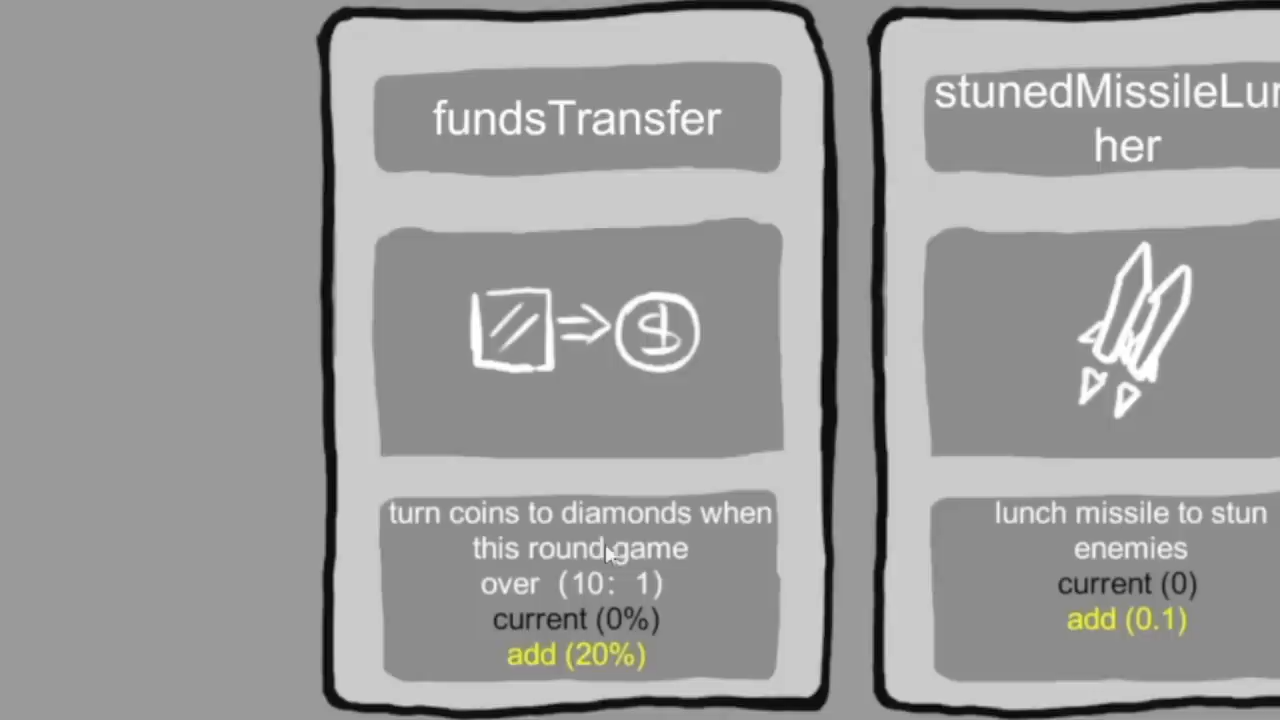 fundsTransfer
$
turn coins to diamonds when
this round game
over (10: 1)
current (0%)
add (20%)
stunedMissileLun
her
lunch missile to stun
enemies
current (0)
add (0.1)